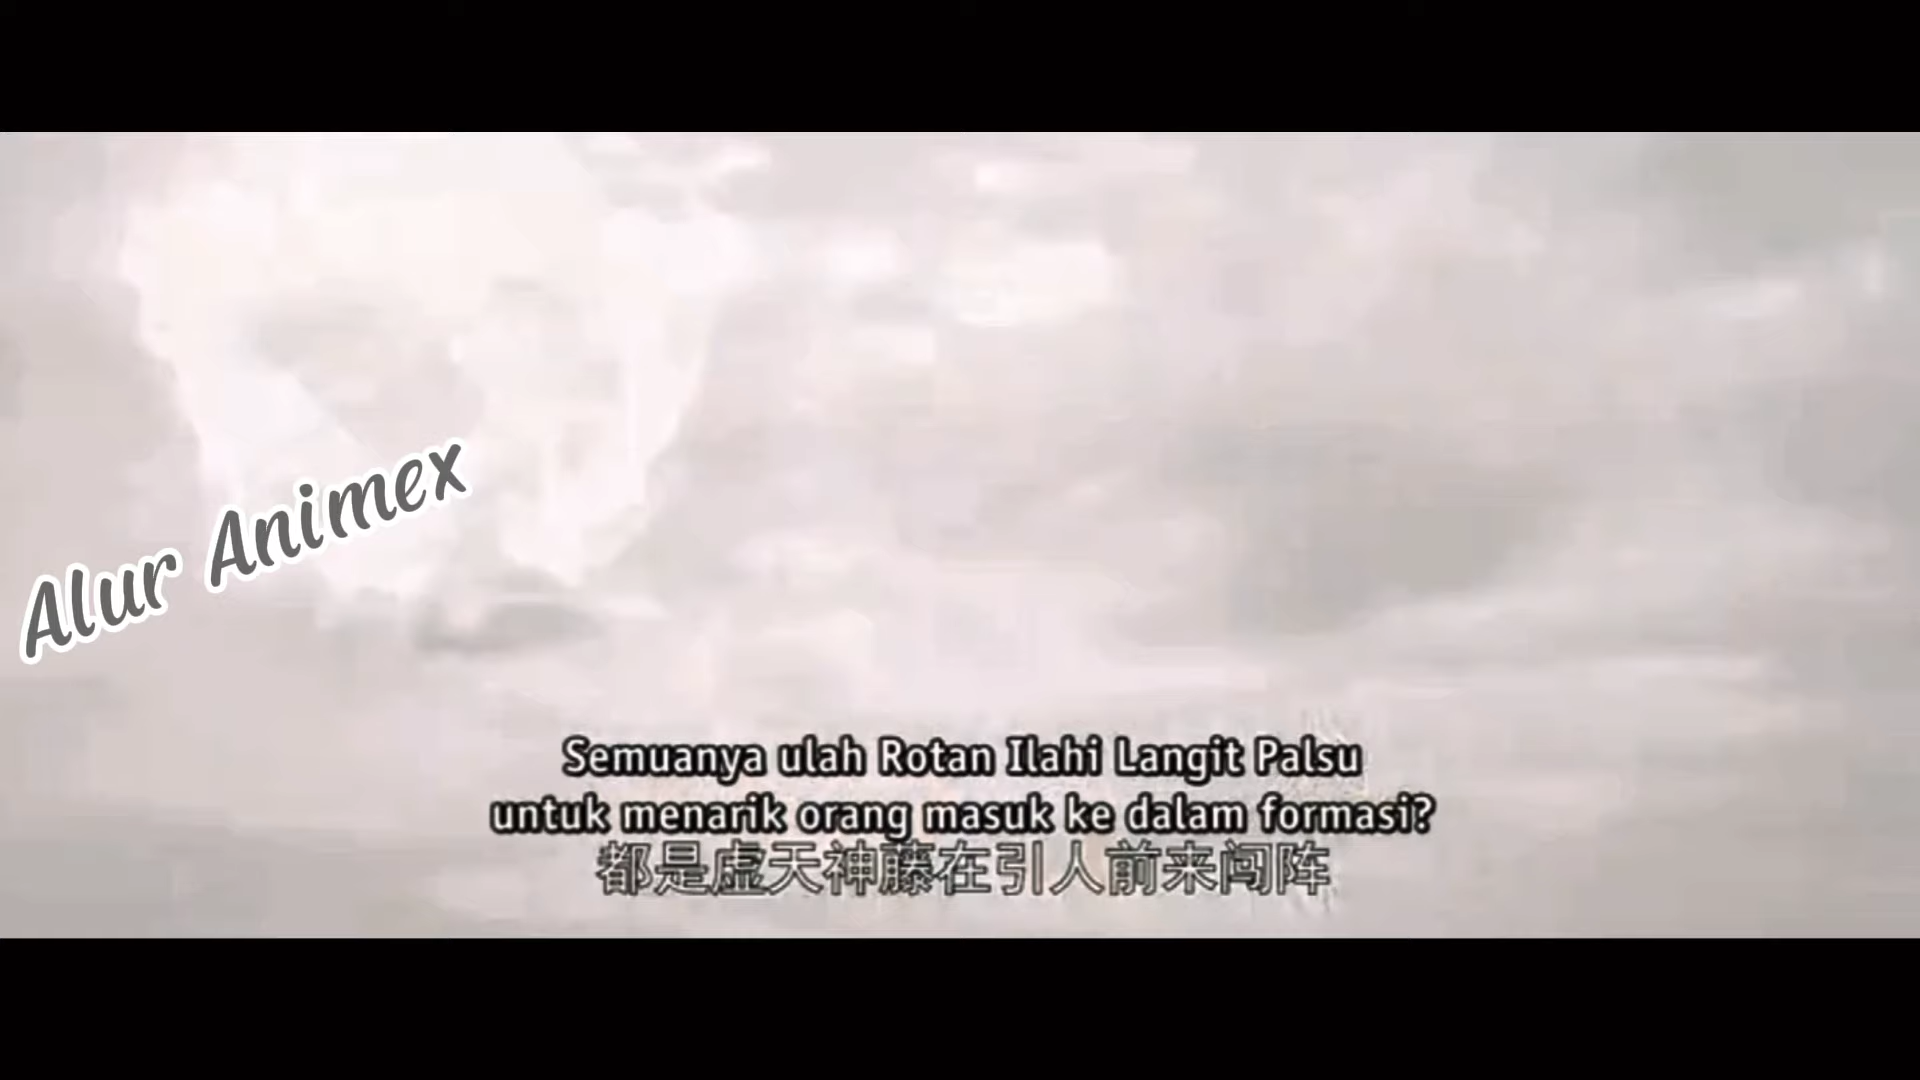 Alur Animex
Semuanya ulah Rotan Ilahi Langit Palsu
untuk menarik orang masuk ke dalam formasi?
都是虚天神藤在引人前来闯阵